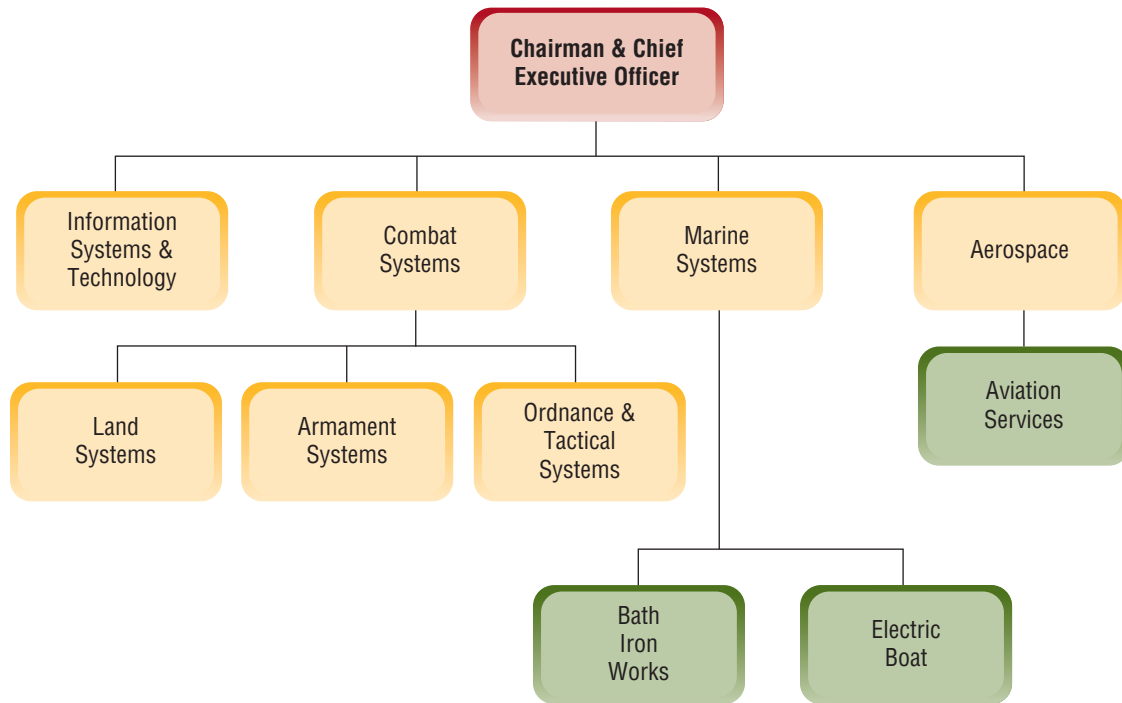 Chairman & Chief
Executive Officer
Information
Systems &
Technology
Combat
Systems
Marine
Systems
Aerospace
Land
Systems
Armament
Systems
Ordnance &
Tactical
Systems
Aviation
Services
Bath
Iron
Works
Electric
Boat